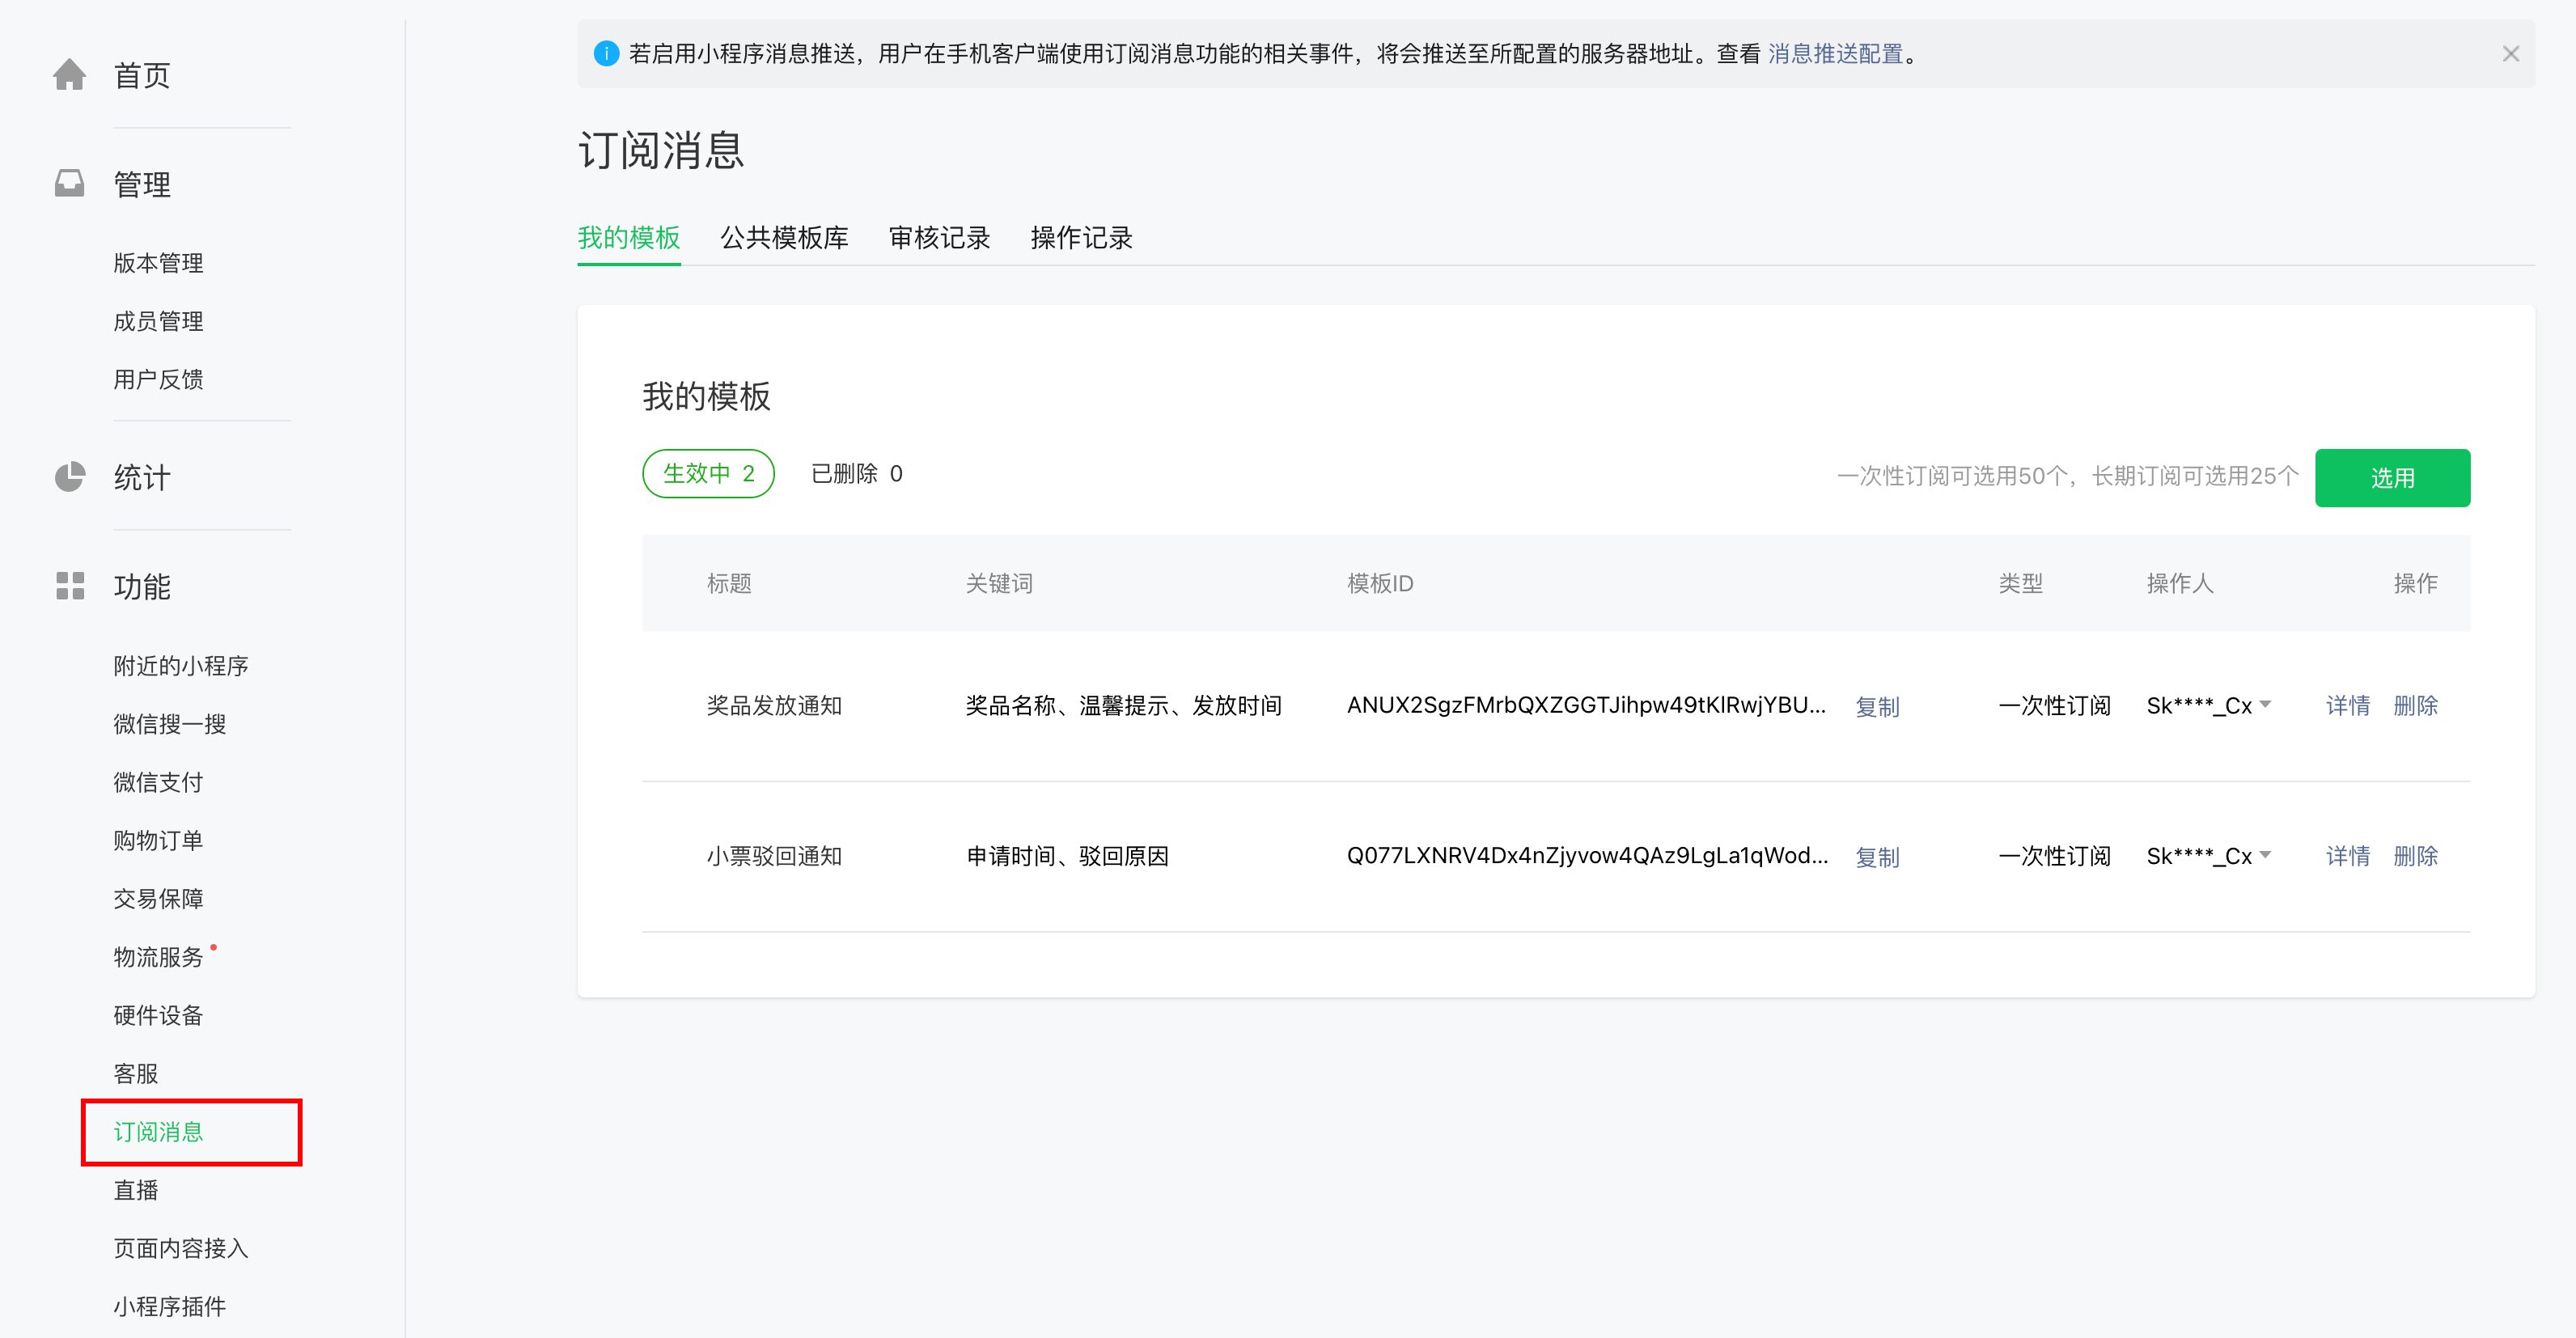 首页
管理
版本管理
成员管理
用户反馈
统计
功能
附近的小程序
微信搜一搜
微信支付
购物订单
交易保障
物流服务
硬件设备
客服
订阅消息
直播
页面内容接入
小程序插件
若启用小程序消息推送，用户在手机客户端使用订阅消息功能的相关事件，将会推送至所配置的服务器地址。查看 消息推送配置。
订阅消息
我的模板 公共模板库 审核记录 操作记录
我的模板
生效中 2 已删除 0 一次性订阅可选用50个，长期订阅可选用25个 选用
标题 关键词 模板ID 类型 操作人 操作
奖品发放通知 奖品名称、温馨提示、发放时间 ANUX2SgzFMrbQXZGGTJihpw49tKlRwjYBU... 复制 一次性订阅 Sk****_Cx 详情 删除
小票驳回通知 申请时间、驳回原因 Q077LXNRV4Dx4nZjyvow4QAz9LgLa1qWod... 复制 一次性订阅 Sk****_Cx 详情 删除